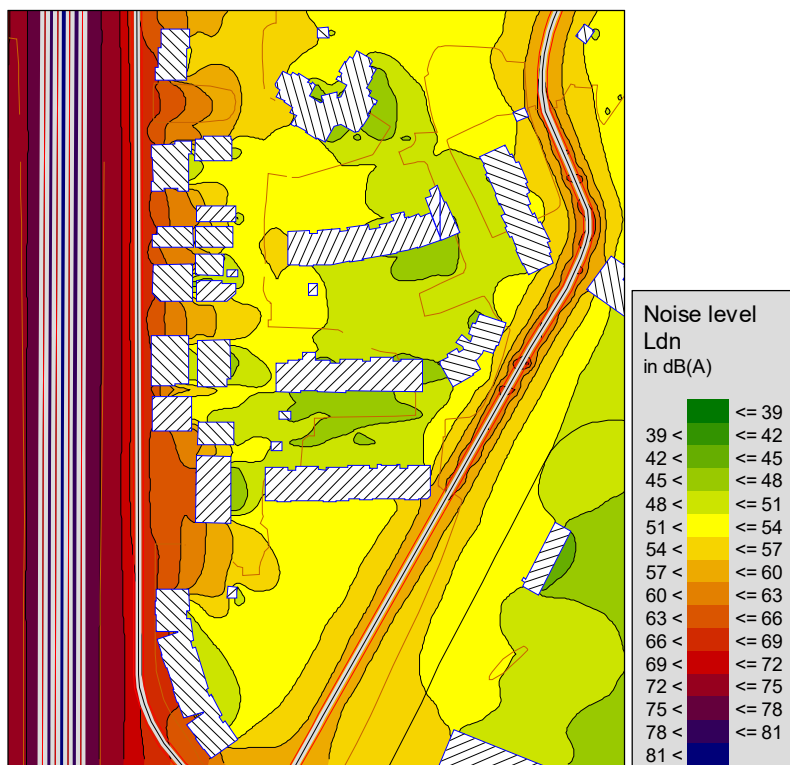 Noise level
Ldn
in dB(A)
<= 39
39 < <= 42
42 < <= 45
45 < <= 48
48 < <= 51
51 < <= 54
54 < <= 57
57 < <= 60
60 < <= 63
63 < <= 66
66 < <= 69
69 < <= 72
72 < <= 75
75 < <= 78
78 < <= 81
81 <